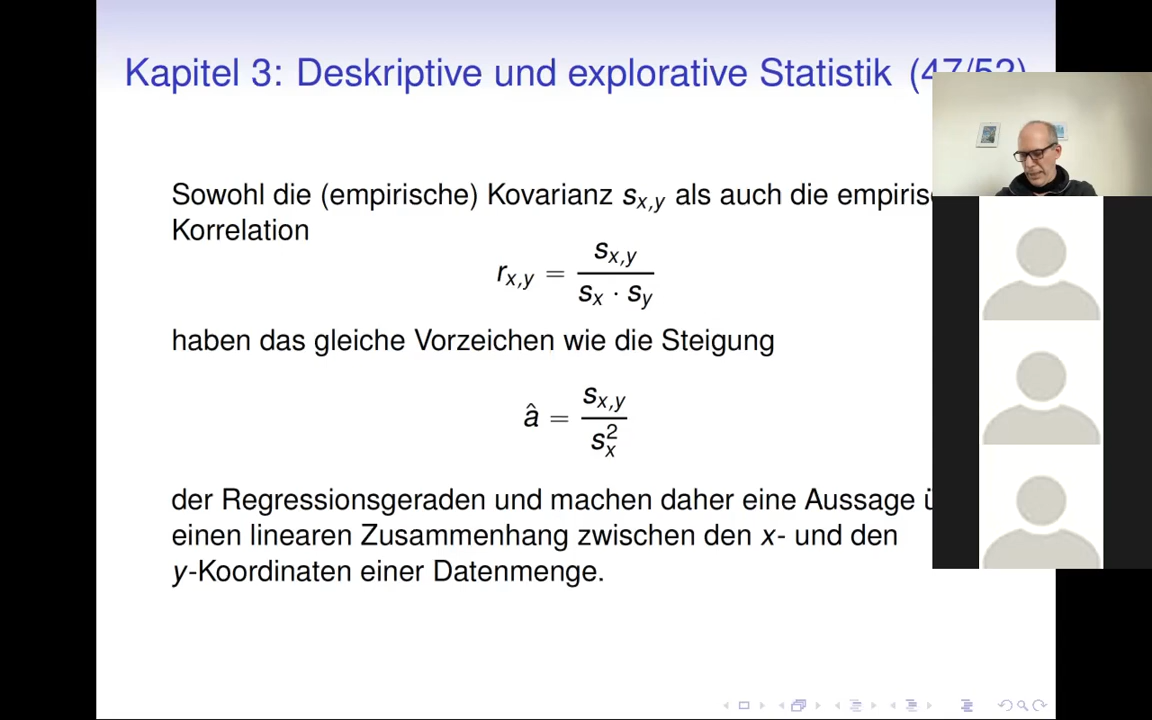 Kapitel 3: Deskriptive und explorative Statistik (47/52)
Sowohl die (empirische) Kovarianz s_{x,y} als auch die
Korrelation
r_{x,y} = s_{x,y} / (s_x · s_y)
haben das gleiche Vorzeichen wie die Steigung
â = s_{x,y} / s_x^2
der Regressionsgeraden und machen daher eine Aussage
einen linearen Zusammenhang zwischen den x- und den
y-Koordinaten einer Datenmenge.